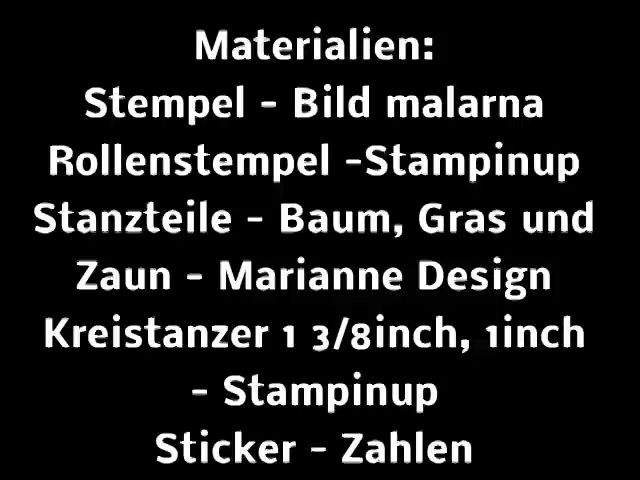 Materialien:
Stempel - Bild malarna
Rollenstempel -Stampinup
Stanzteile - Baum, Gras und
Zaun - Marianne Design
Kreistanzer 1 3/8inch, 1inch
- Stampinup
Sticker - Zahlen